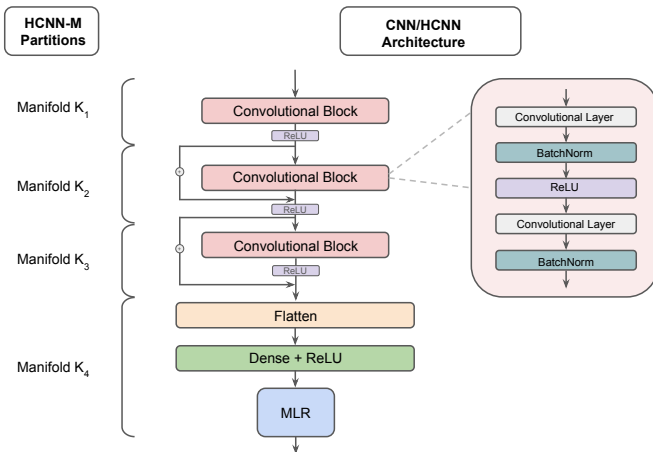 HCNN-M
Partitions
CNN/HCNN
Architecture
Manifold K1
Convolutional Block
ReLU
Manifold K2
Convolutional Block
ReLU
Manifold K3
Convolutional Block
ReLU
Manifold K4
Flatten
Dense + ReLU
MLR
Convolutional Layer
BatchNorm
ReLU
Convolutional Layer
BatchNorm